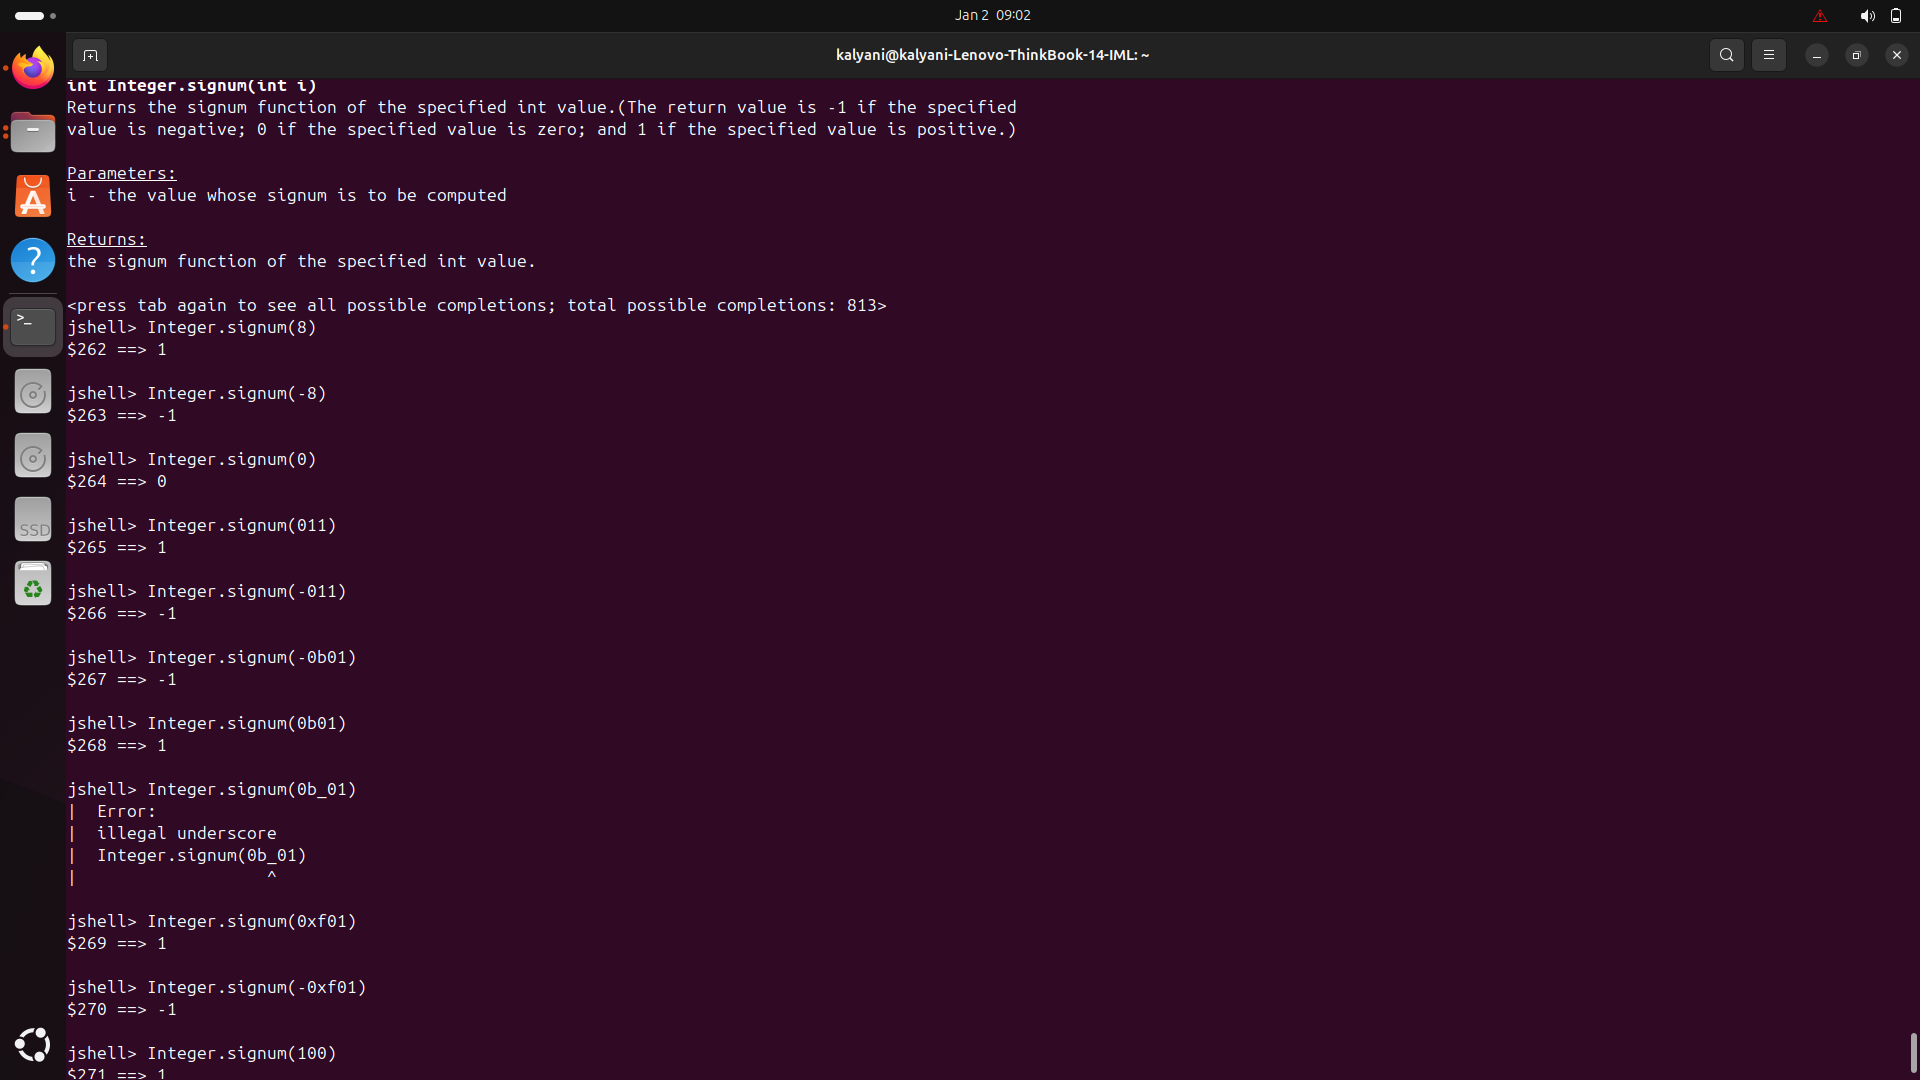 Jan 2 09:02
kalyani@kalyani-Lenovo-ThinkBook-14-IML: ~
int Integer.signum(int i)
Returns the signum function of the specified int value.(The return value is -1 if the specified
value is negative; 0 if the specified value is zero; and 1 if the specified value is positive.)
Parameters:
i - the value whose signum is to be computed
Returns:
the signum function of the specified int value.
<press tab again to see all possible completions; total possible completions: 813>
jshell> Integer.signum(8)
$262 ==> 1
jshell> Integer.signum(-8)
$263 ==> -1
jshell> Integer.signum(0)
$264 ==> 0
jshell> Integer.signum(011)
$265 ==> 1
jshell> Integer.signum(-011)
$266 ==> -1
jshell> Integer.signum(-0b01)
$267 ==> -1
jshell> Integer.signum(0b01)
$268 ==> 1
jshell> Integer.signum(0b_01)
|  Error:
|  illegal underscore
|  Integer.signum(0b_01)
|                   ^
jshell> Integer.signum(0xf01)
$269 ==> 1
jshell> Integer.signum(-0xf01)
$270 ==> -1
jshell> Integer.signum(100)
$271 ==> 1
SSD